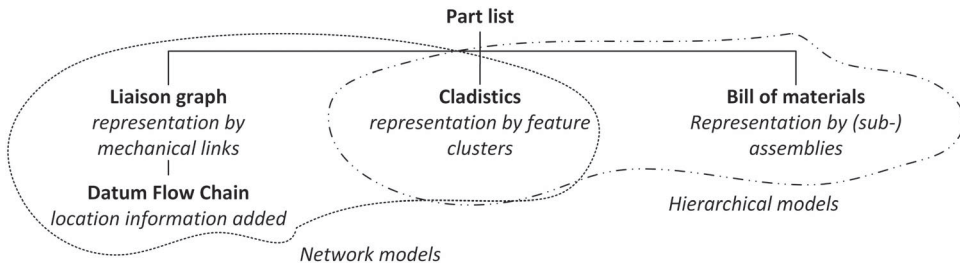 Part list
Liaison graph
representation by
mechanical links
Datum Flow Chain
location information added
Cladistics
representation by feature
clusters
Bill of materials
Representation by (sub-)
assemblies
Hierarchical models
Network models